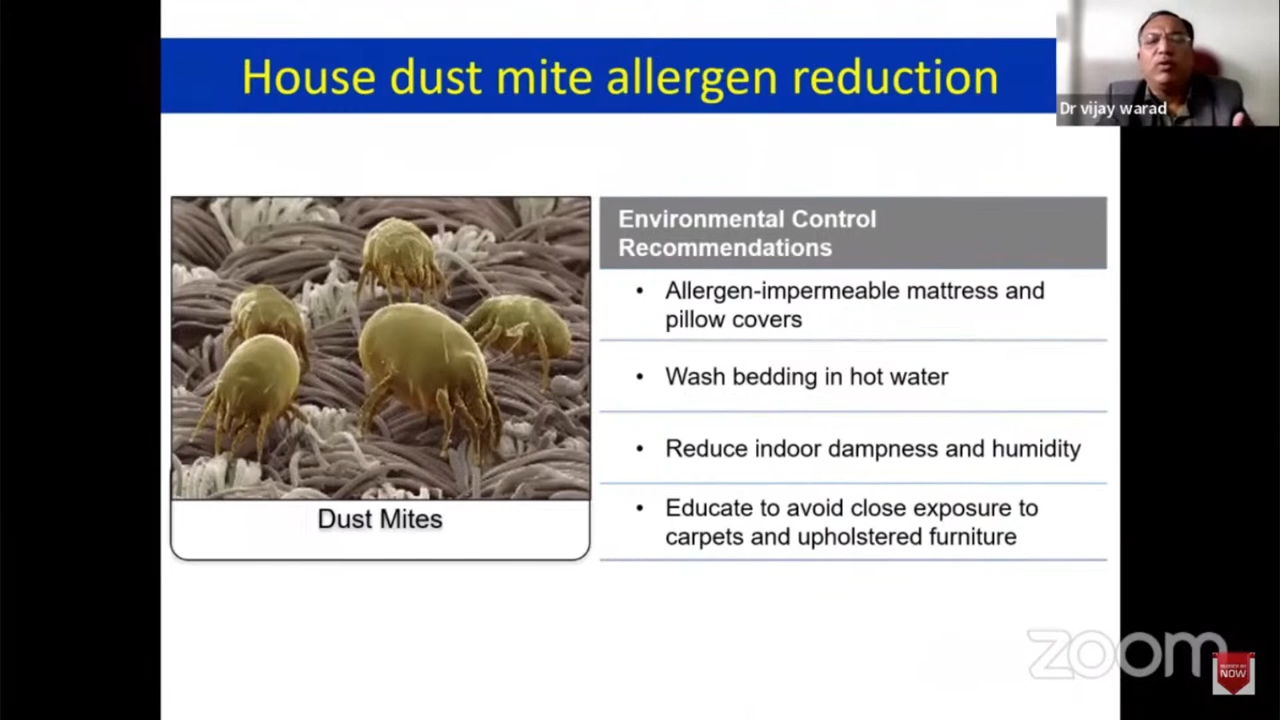 House dust mite allergen reduction
Dr vijay warad
Environmental Control
Recommendations
• Allergen-impermeable mattress and
pillow covers
• Wash bedding in hot water
• Reduce indoor dampness and humidity
• Educate to avoid close exposure to
carpets and upholstered furniture
Dust Mites
zoom
NOW